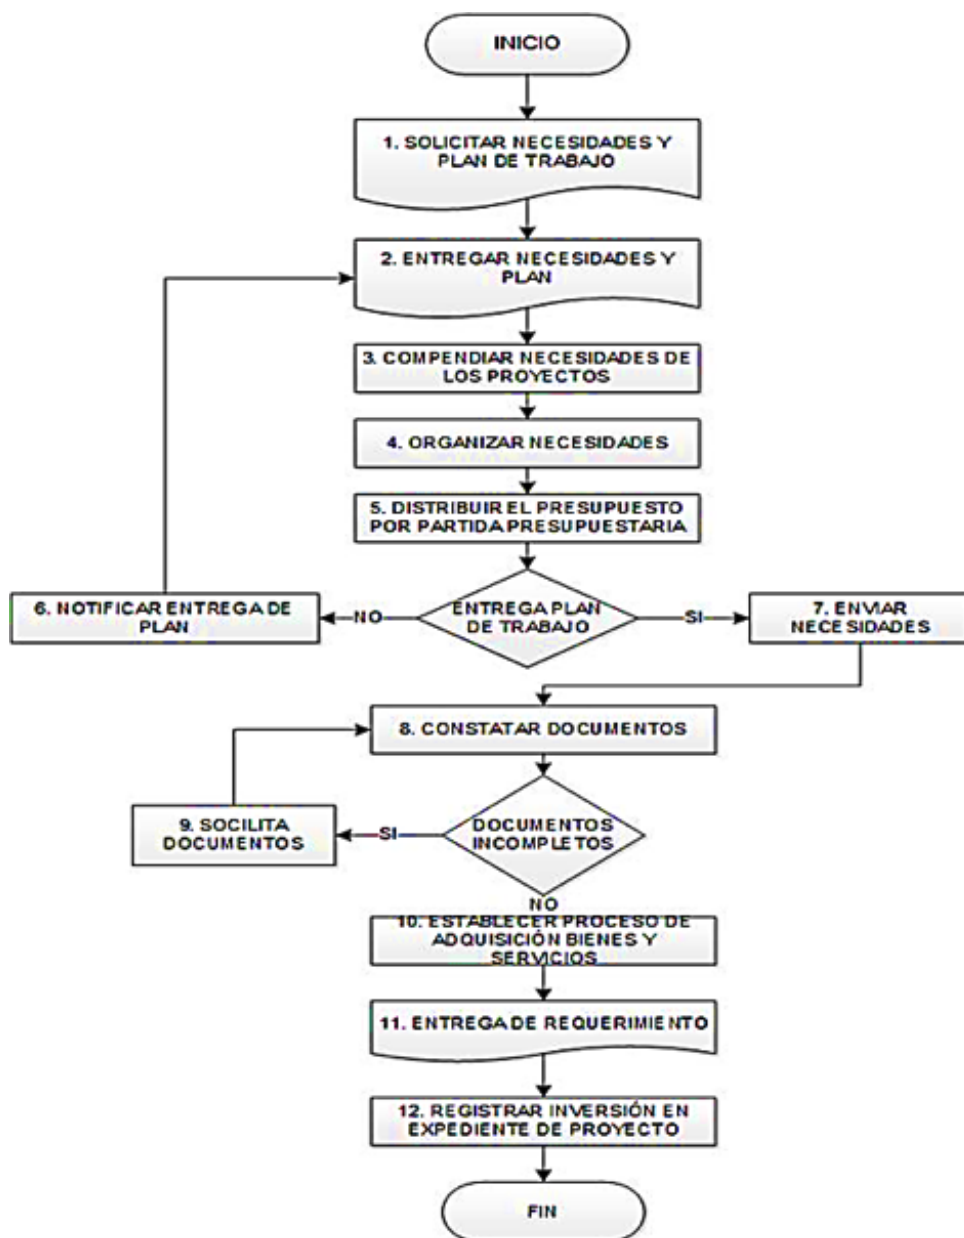 INICIO
1. SOLICITAR NECESIDADES Y
PLAN DE TRABAJO
2. ENTREGAR NECESIDADES Y
PLAN
3. COMPENDIAR NECESIDADES DE
LOS PROYECTOS
4. ORGANIZAR NECESIDADES
5. DISTRIBUIR EL PRESUPUESTO
POR PARTIDA PRESUPUESTARIA
6. NOTIFICAR ENTREGA DE
PLAN
NO
ENTREGA PLAN
DE TRABAJO
SI
7. ENVIAR
NECESIDADES
8. CONSTATAR DOCUMENTOS
9. SOCILITA
DOCUMENTOS
SI
DOCUMENTOS
INCOMPLETOS
NO
10. ESTABLECER PROCESO DE
ADQUISICIÓN BIENES Y
SERVICIOS
11. ENTREGA DE REQUERIMIENTO
12. REGISTRAR INVERSIÓN EN
EXPEDIENTE DE PROYECTO
FIN